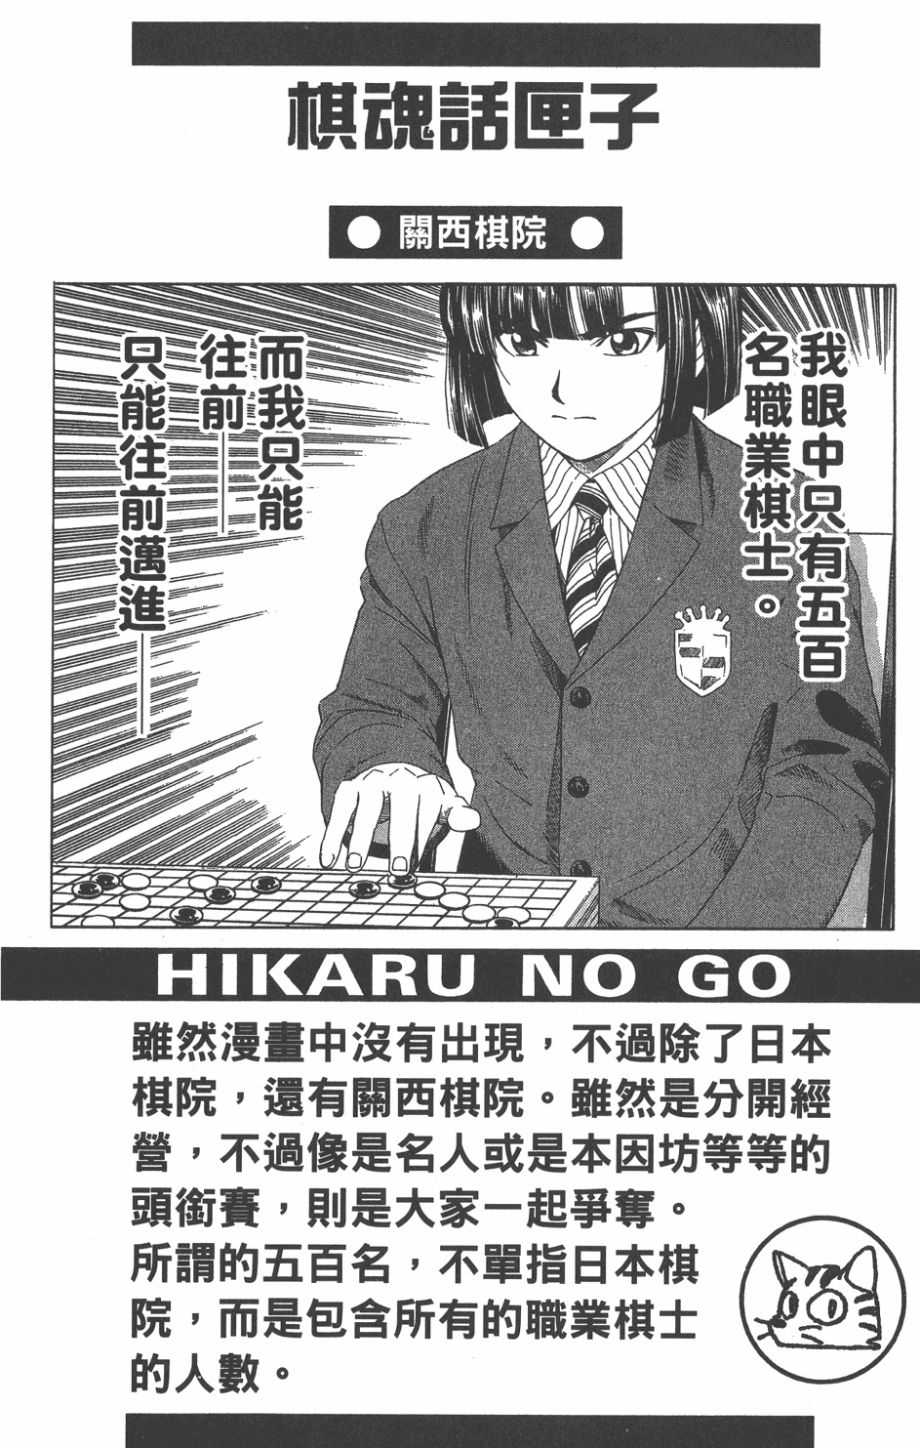 棋魂話匣子
● 關西棋院 ●
我眼中只有五百
名職業棋士。
而我只能
往前——
只能往前邁進——
HIKARU NO GO
雖然漫畫中沒有出現，不過除了日本
棋院，還有關西棋院。雖然是分開經
營，不過像是名人或是本因坊等等的
頭銜賽，則是大家一起爭奪。
所謂的五百名，不單指日本棋
院，而是包含所有的職業棋士
的人數。